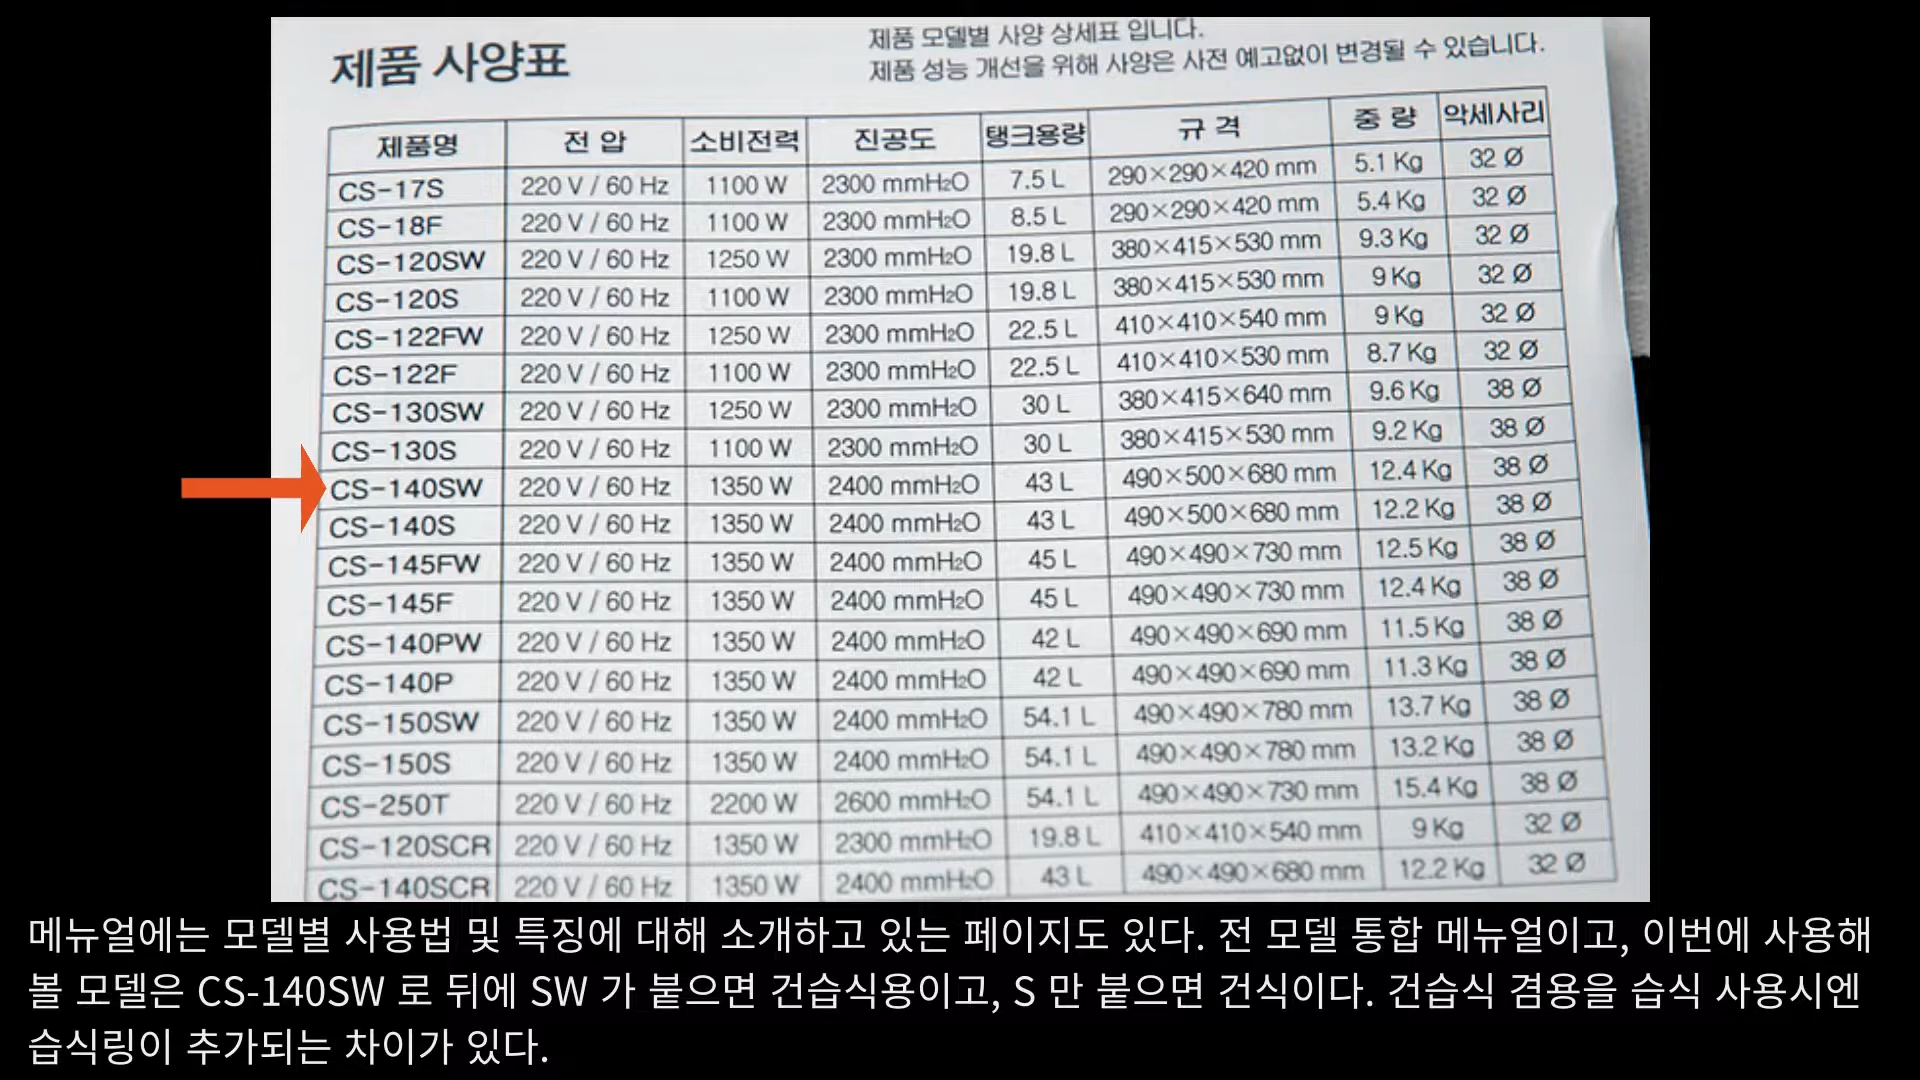 제품 사양표
제품 모델별 사양 상세표 입니다.
제품 성능 개선을 위해 사양은 사전 예고없이 변경될 수 있습니다.
제품명 전 압 소비전력 진공도 탱크용량 규 격 중 량 악세사리
CS-17S 220 V / 60 Hz 1100 W 2300 mmH₂O 7.5 L 290×290×420 mm 5.1 Kg 32 Ø
CS-18F 220 V / 60 Hz 1100 W 2300 mmH₂O 8.5 L 290×290×420 mm 5.4 Kg 32 Ø
CS-120SW 220 V / 60 Hz 1250 W 2300 mmH₂O 19.8 L 380×415×530 mm 9.3 Kg 32 Ø
CS-120S 220 V / 60 Hz 1100 W 2300 mmH₂O 19.8 L 380×415×530 mm 9 Kg 32 Ø
CS-122FW 220 V / 60 Hz 1250 W 2300 mmH₂O 22.5 L 410×410×540 mm 9 Kg 32 Ø
CS-122F 220 V / 60 Hz 1100 W 2300 mmH₂O 22.5 L 410×410×530 mm 8.7 Kg 32 Ø
CS-130SW 220 V / 60 Hz 1250 W 2300 mmH₂O 30 L 380×415×640 mm 9.6 Kg 38 Ø
CS-130S 220 V / 60 Hz 1100 W 2300 mmH₂O 30 L 380×415×530 mm 9.2 Kg 38 Ø
CS-140SW 220 V / 60 Hz 1350 W 2400 mmH₂O 43 L 490×500×680 mm 12.4 Kg 38 Ø
CS-140S 220 V / 60 Hz 1350 W 2400 mmH₂O 43 L 490×500×680 mm 12.2 Kg 38 Ø
CS-145FW 220 V / 60 Hz 1350 W 2400 mmH₂O 45 L 490×490×730 mm 12.5 Kg 38 Ø
CS-145F 220 V / 60 Hz 1350 W 2400 mmH₂O 45 L 490×490×730 mm 12.4 Kg 38 Ø
CS-140PW 220 V / 60 Hz 1350 W 2400 mmH₂O 42 L 490×490×690 mm 11.5 Kg 38 Ø
CS-140P 220 V / 60 Hz 1350 W 2400 mmH₂O 42 L 490×490×690 mm 11.3 Kg 38 Ø
CS-150SW 220 V / 60 Hz 1350 W 2400 mmH₂O 54.1 L 490×490×780 mm 13.7 Kg 38 Ø
CS-150S 220 V / 60 Hz 1350 W 2400 mmH₂O 54.1 L 490×490×780 mm 13.2 Kg 38 Ø
CS-250T 220 V / 60 Hz 2200 W 2600 mmH₂O 54.1 L 490×490×730 mm 15.4 Kg 38 Ø
CS-120SCR 220 V / 60 Hz 1350 W 2300 mmH₂O 19.8 L 410×410×540 mm 9 Kg 32 Ø
CS-140SCR 220 V / 60 Hz 1350 W 2400 mmH₂O 43 L 490×490×680 mm 12.2 Kg 32 Ø
메뉴얼에는 모델별 사용법 및 특징에 대해 소개하고 있는 페이지도 있다. 전 모델 통합 메뉴얼이고, 이번에 사용해
볼 모델은 CS-140SW 로 뒤에 SW 가 붙으면 건습식용이고, S 만 붙으면 건식이다. 건습식 겸용을 습식 사용시엔
습식링이 추가되는 차이가 있다.